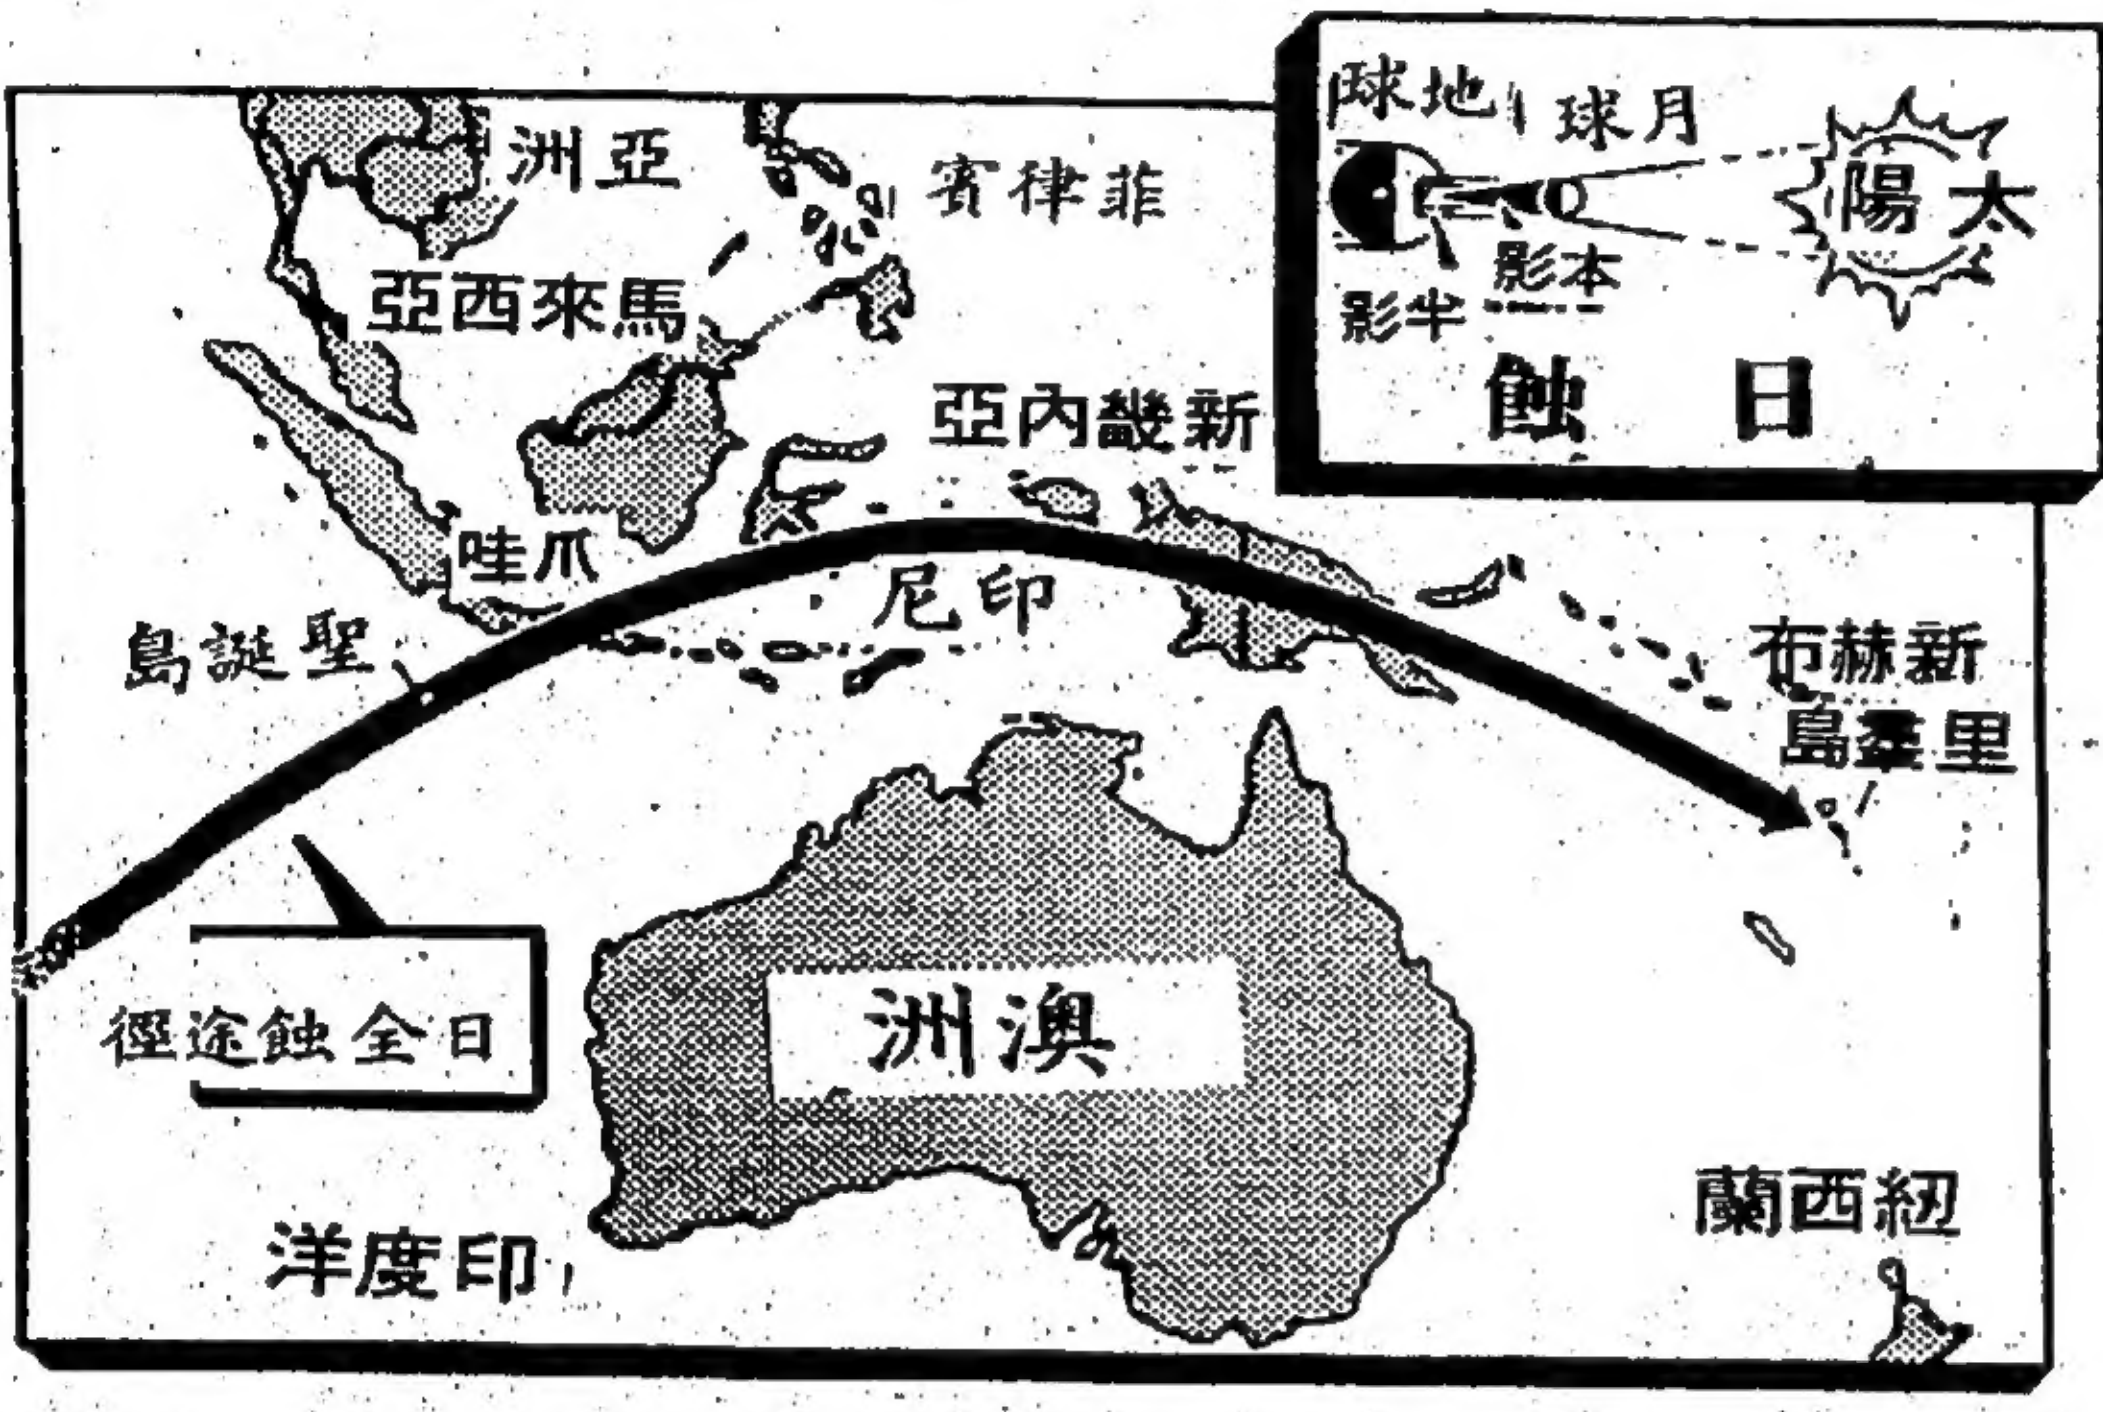 地球
月球
太陽
本影
半影
日蝕
亞洲
菲律賓
馬來西亞
新畿內亞
爪哇
印尼
聖誕島
新赫布
里羣島
日全蝕途徑
澳洲
印度洋
紐西蘭